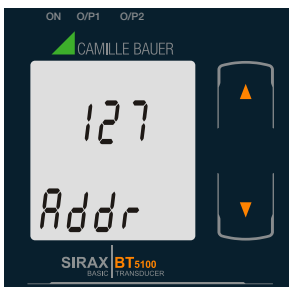 ON O/P1 O/P2
CAMILLE BAUER
127
Addr
SIRAX BT5100
BASIC TRANSDUCER